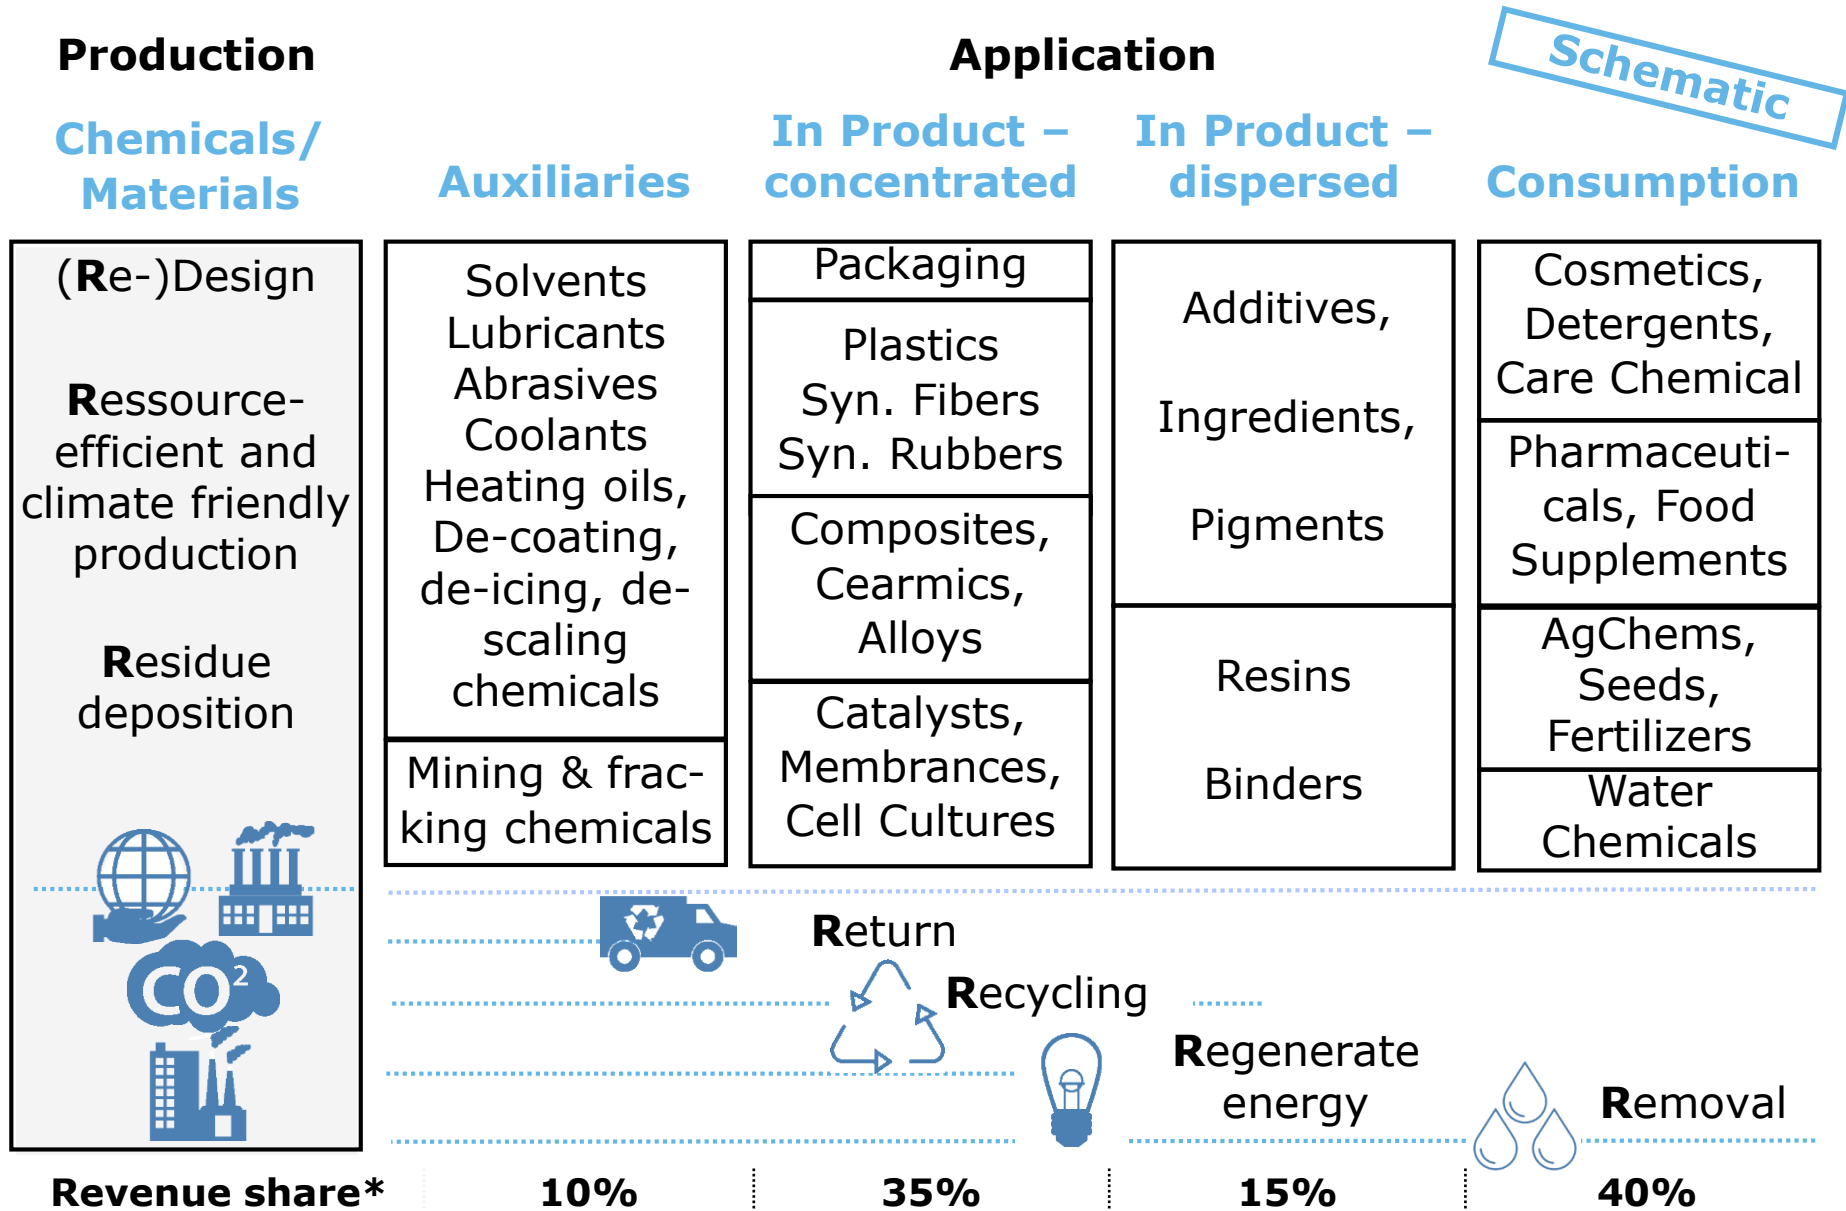 Production
Application
Schematic
Chemicals/
Materials
Auxiliaries
In Product –
concentrated
In Product –
dispersed
Consumption
(Re-)Design
Ressource-
efficient and
climate friendly
production
Residue
deposition
CO2
Solvents
Lubricants
Abrasives
Coolants
Heating oils,
De-coating,
de-icing, de-
scaling
chemicals
Mining & frac-
king chemicals
Packaging
Plastics
Syn. Fibers
Syn. Rubbers
Composites,
Cearmics,
Alloys
Catalysts,
Membrances,
Cell Cultures
Additives,
Ingredients,
Pigments
Resins
Binders
Cosmetics,
Detergents,
Care Chemical
Pharmaceuti-
cals, Food
Supplements
AgChems,
Seeds,
Fertilizers
Water
Chemicals
Return
Recycling
Regenerate
energy
Removal
Revenue share* 10% 35% 15% 40%